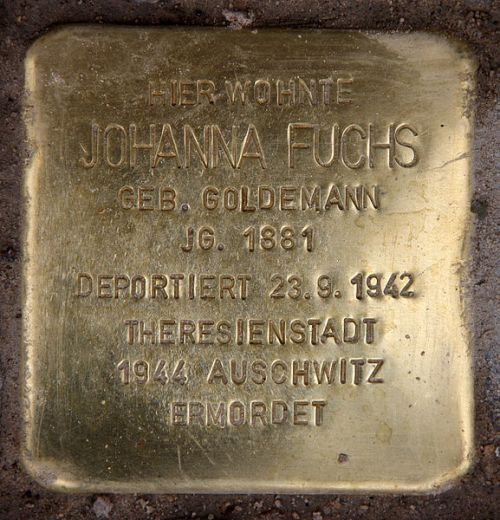 HIER WOHNTE
JOHANNA FUCHS
GEB. GOLDEMANN
JG. 1881
DEPORTIERT 23.9.1942
THERESIENSTADT
1944 AUSCHWITZ
ERMORDET